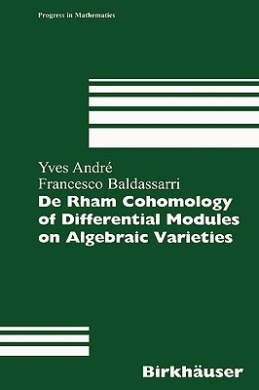 Progress in Mathematics
Yves André
Francesco Baldassarri
De Rham Cohomology
of Differential Modules
on Algebraic Varieties
Birkhäuser